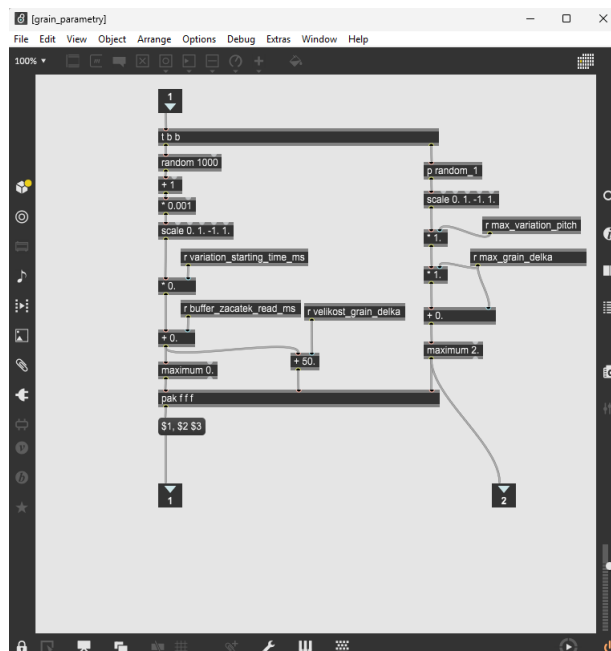 [grain_parametry]
File Edit View Object Arrange Options Debug Extras Window Help
100%
1
t b b
random 1000
p random_1
+ 1
* 0.001
scale 0. 1. -1. 1.
scale 0. 1. -1. 1.
r max_variation_pitch
* 1.
r variation_starting_time_ms
r max_grain_delka
* 1.
* 0.
r buffer_zacatek_read_ms
r velikost_grain_delka
+ 0.
+ 0.
maximum 2.
+ 50.
maximum 0.
pak f f f
$1, $2 $3
1
2